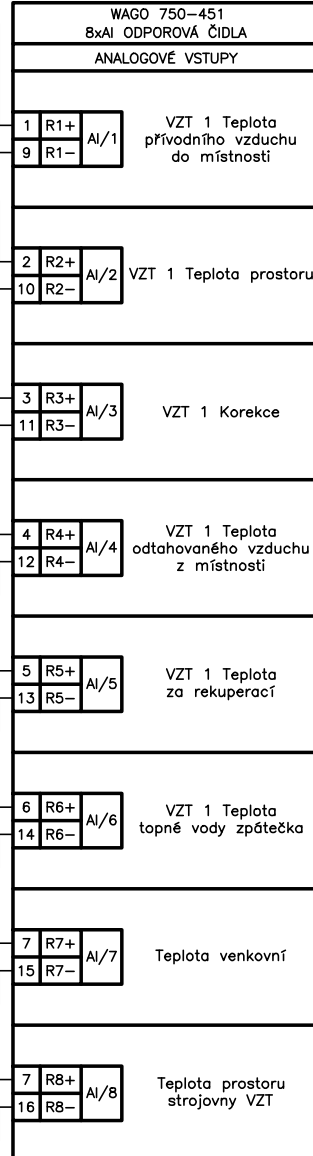 WAGO 750-451
8xAI ODPOROVÁ ČIDLA
ANALOGOVÉ VSTUPY
1 R1+ AI/1
9 R1-
VZT 1 Teplota
přívodního vzduchu
do místnosti
2 R2+ AI/2
10 R2-
VZT 1 Teplota prostoru
3 R3+ AI/3
11 R3-
VZT 1 Korekce
4 R4+ AI/4
12 R4-
VZT 1 Teplota
odtahovaného vzduchu
z místnosti
5 R5+ AI/5
13 R5-
VZT 1 Teplota
za rekuperací
6 R6+ AI/6
14 R6-
VZT 1 Teplota
topné vody zpátečka
7 R7+ AI/7
15 R7-
Teplota venkovní
7 R8+ AI/8
16 R8-
Teplota prostoru
strojovny VZT